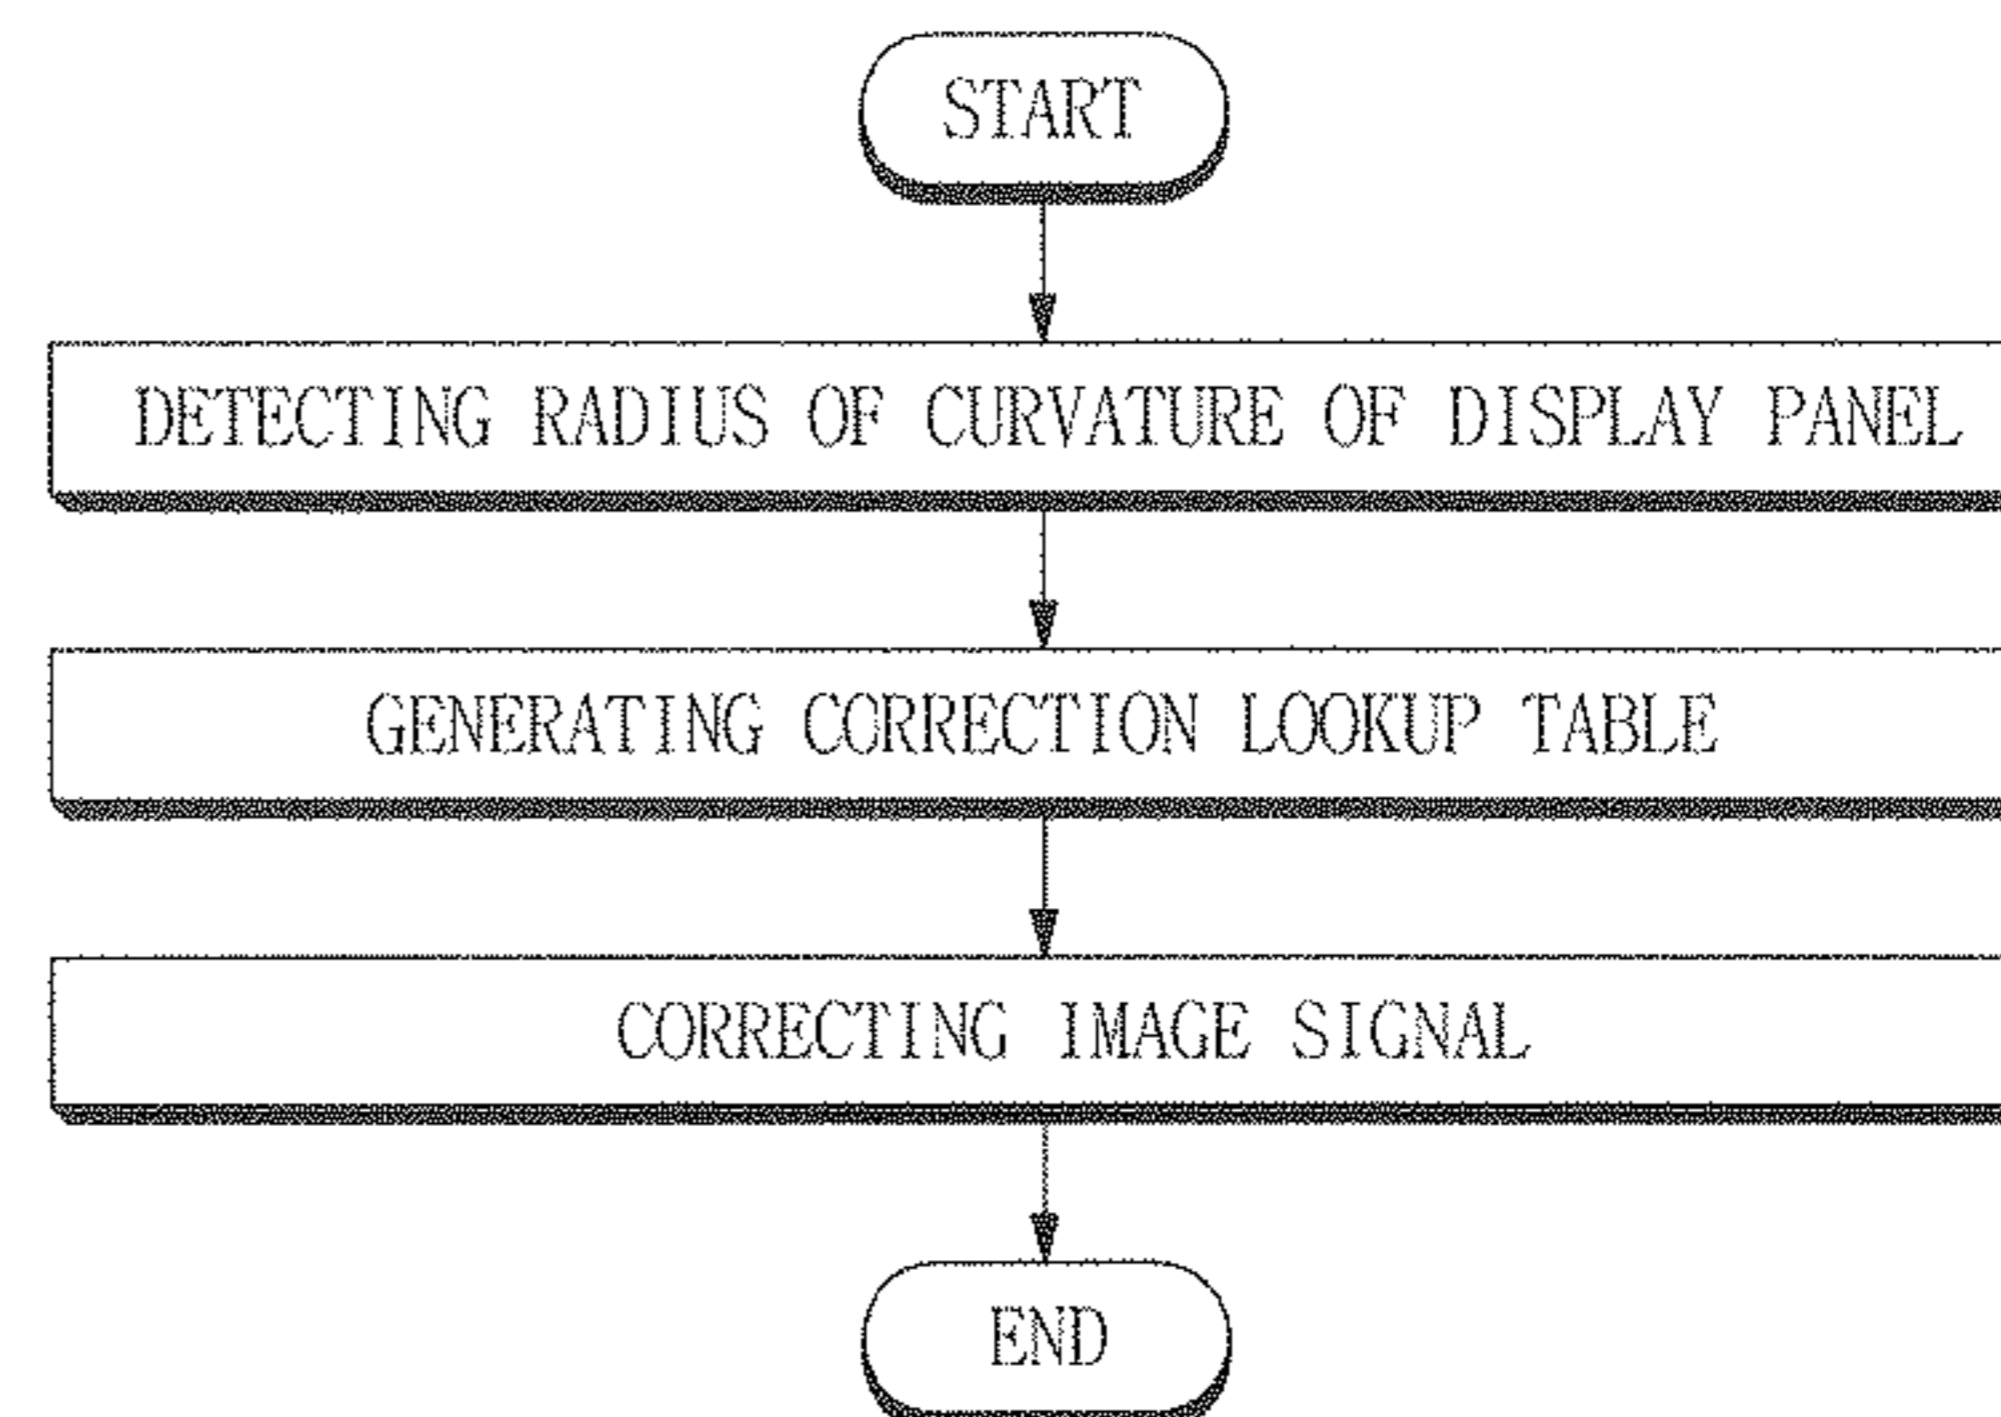 START
DETECTING RADIUS OF CURVATURE OF DISPLAY PANEL
GENERATING CORRECTION LOOKUP TABLE
CORRECTING IMAGE SIGNAL
END